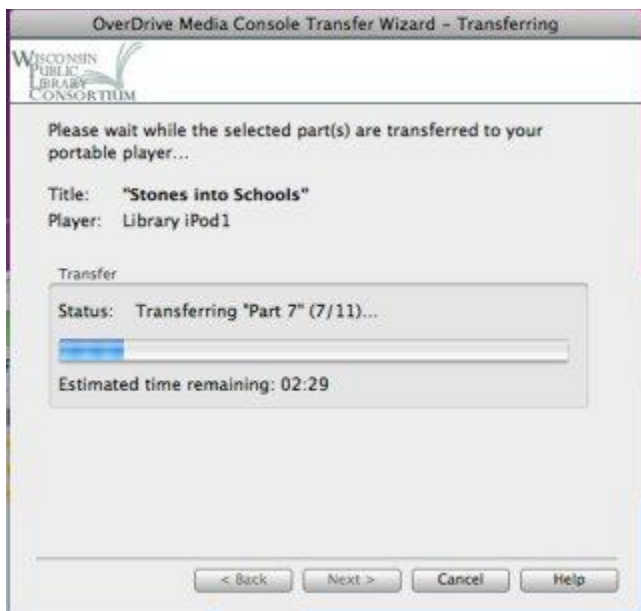 OverDrive Media Console Transfer Wizard – Transferring
WISCONSIN
PUBLIC
LIBRARY
CONSORTIUM
Please wait while the selected part(s) are transferred to your
portable player...
Title: "Stones into Schools"
Player: Library iPod1
Transfer
Status: Transferring "Part 7" (7/11)...
Estimated time remaining: 02:29
< Back Next > Cancel Help